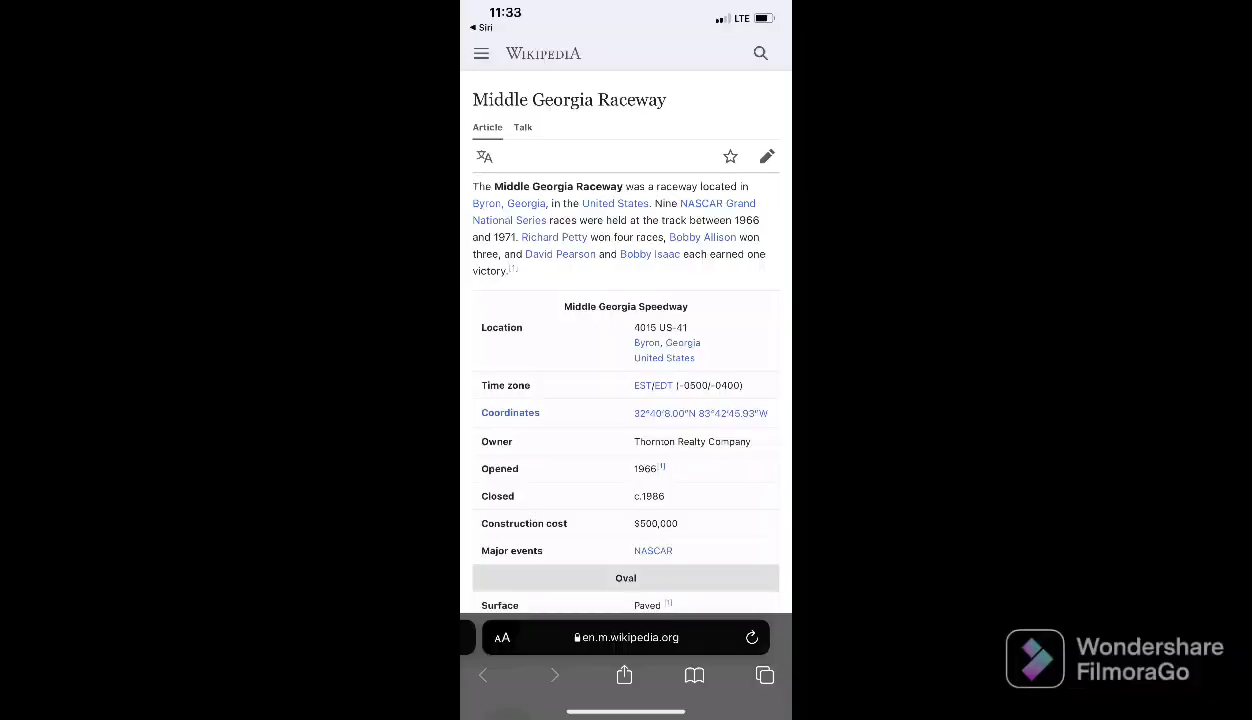 11:33
LTE
◀ Siri
WIKIPEDIA
Middle Georgia Raceway
Article Talk
The Middle Georgia Raceway was a raceway located in
Byron, Georgia, in the United States. Nine NASCAR Grand
National Series races were held at the track between 1966
and 1971. Richard Petty won four races, Bobby Allison won
three, and David Pearson and Bobby Isaac each earned one
victory.[1]
Middle Georgia Speedway
Location 4015 US-41
Byron, Georgia
United States
Time zone EST/EDT (-0500/-0400)
Coordinates 32°40′8.00″N 83°42′45.93″W
Owner Thornton Realty Company
Opened 1966[1]
Closed c.1986
Construction cost $500,000
Major events NASCAR
Oval
Surface Paved [1]
AA en.m.wikipedia.org
Wondershare
FilmoraGo